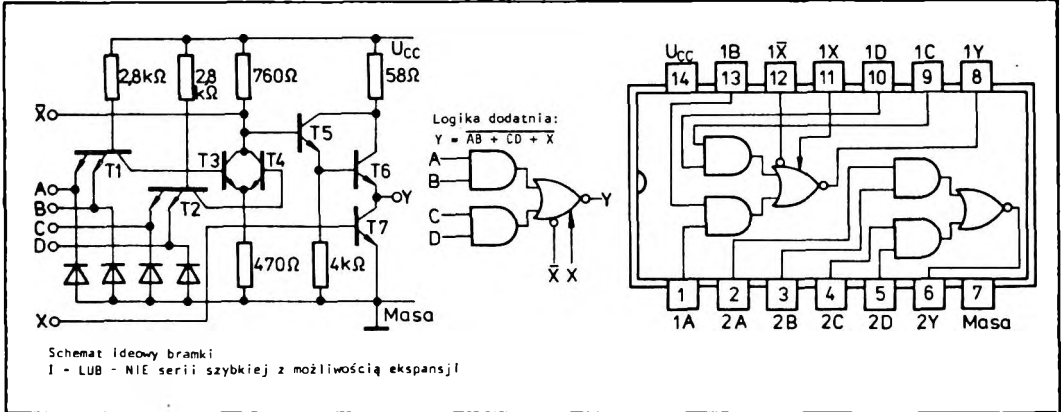 2,8kΩ
2,8 kΩ
760Ω
UCC
58Ω
X̅
T1
T2
T3
T4
T5
T6
T7
A
B
C
D
Y
470Ω
4kΩ
X
Masa
Schemat ideowy bramki
I - LUB - NIE serii szybkiej z możliwością ekspansji
Logika dodatnia:
Y = \overline{AB + CD + X}
A
B
C
D
Y
X̅ X
UCC 1B 1X̅ 1X 1D 1C 1Y
14 13 12 11 10 9 8
1 2 3 4 5 6 7
1A 2A 2B 2C 2D 2Y Masa